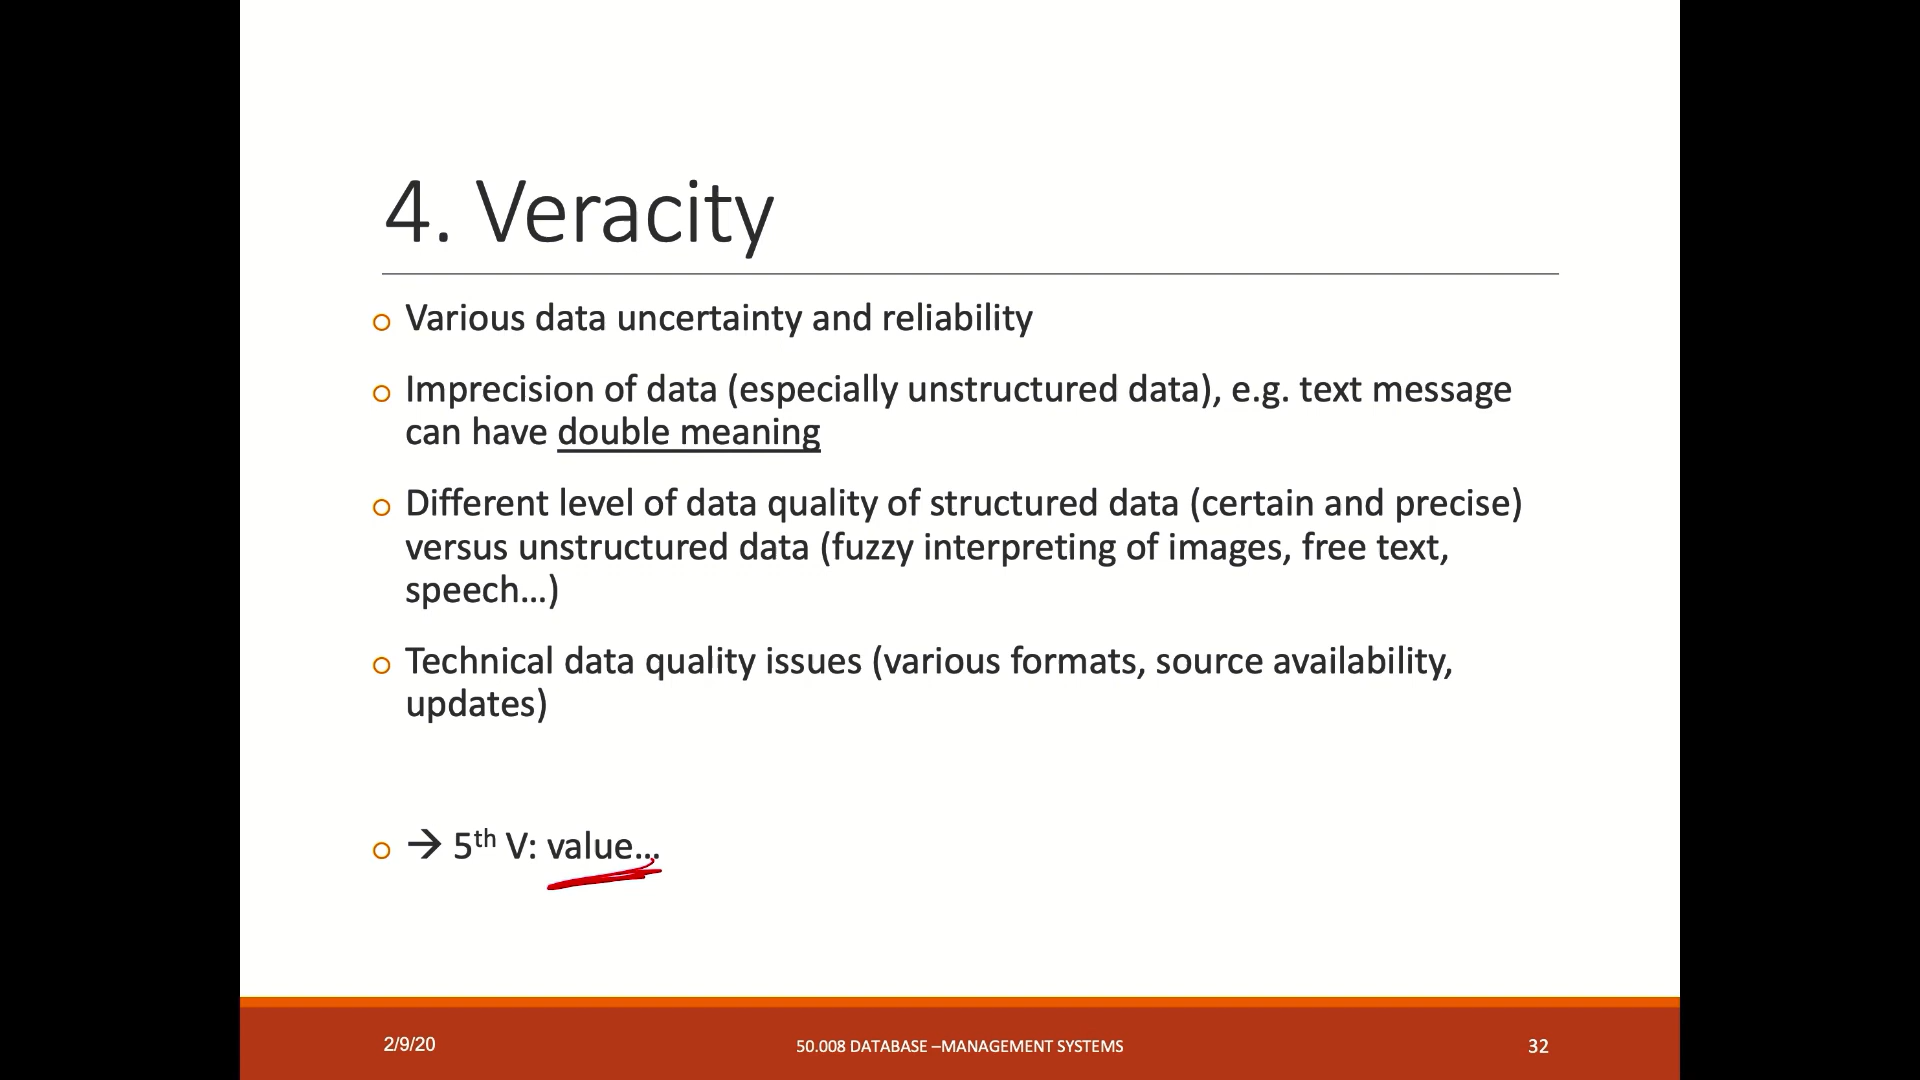 4. Veracity
Various data uncertainty and reliability
Imprecision of data (especially unstructured data), e.g. text message
can have double meaning
Different level of data quality of structured data (certain and precise)
versus unstructured data (fuzzy interpreting of images, free text,
speech...)
Technical data quality issues (various formats, source availability,
updates)
→ 5th V: value...
2/9/20
50.008 DATABASE –MANAGEMENT SYSTEMS
32